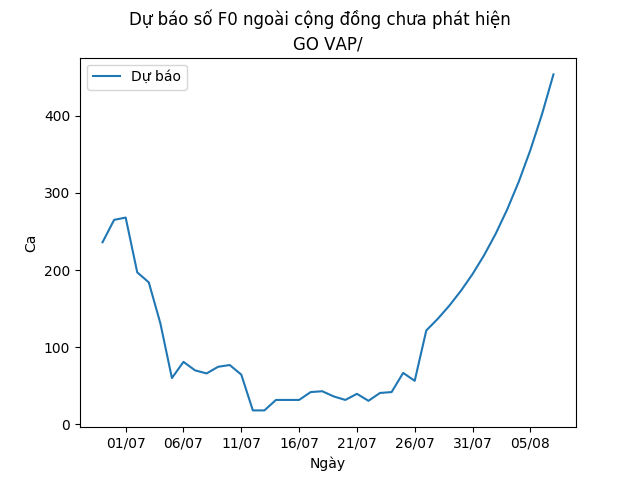 Dự báo số F0 ngoài cộng đồng chưa phát hiện
GO VAP/
Dự báo
Ca
400
300
200
100
0
01/07 06/07 11/07 16/07 21/07 26/07 31/07 05/08
Ngày